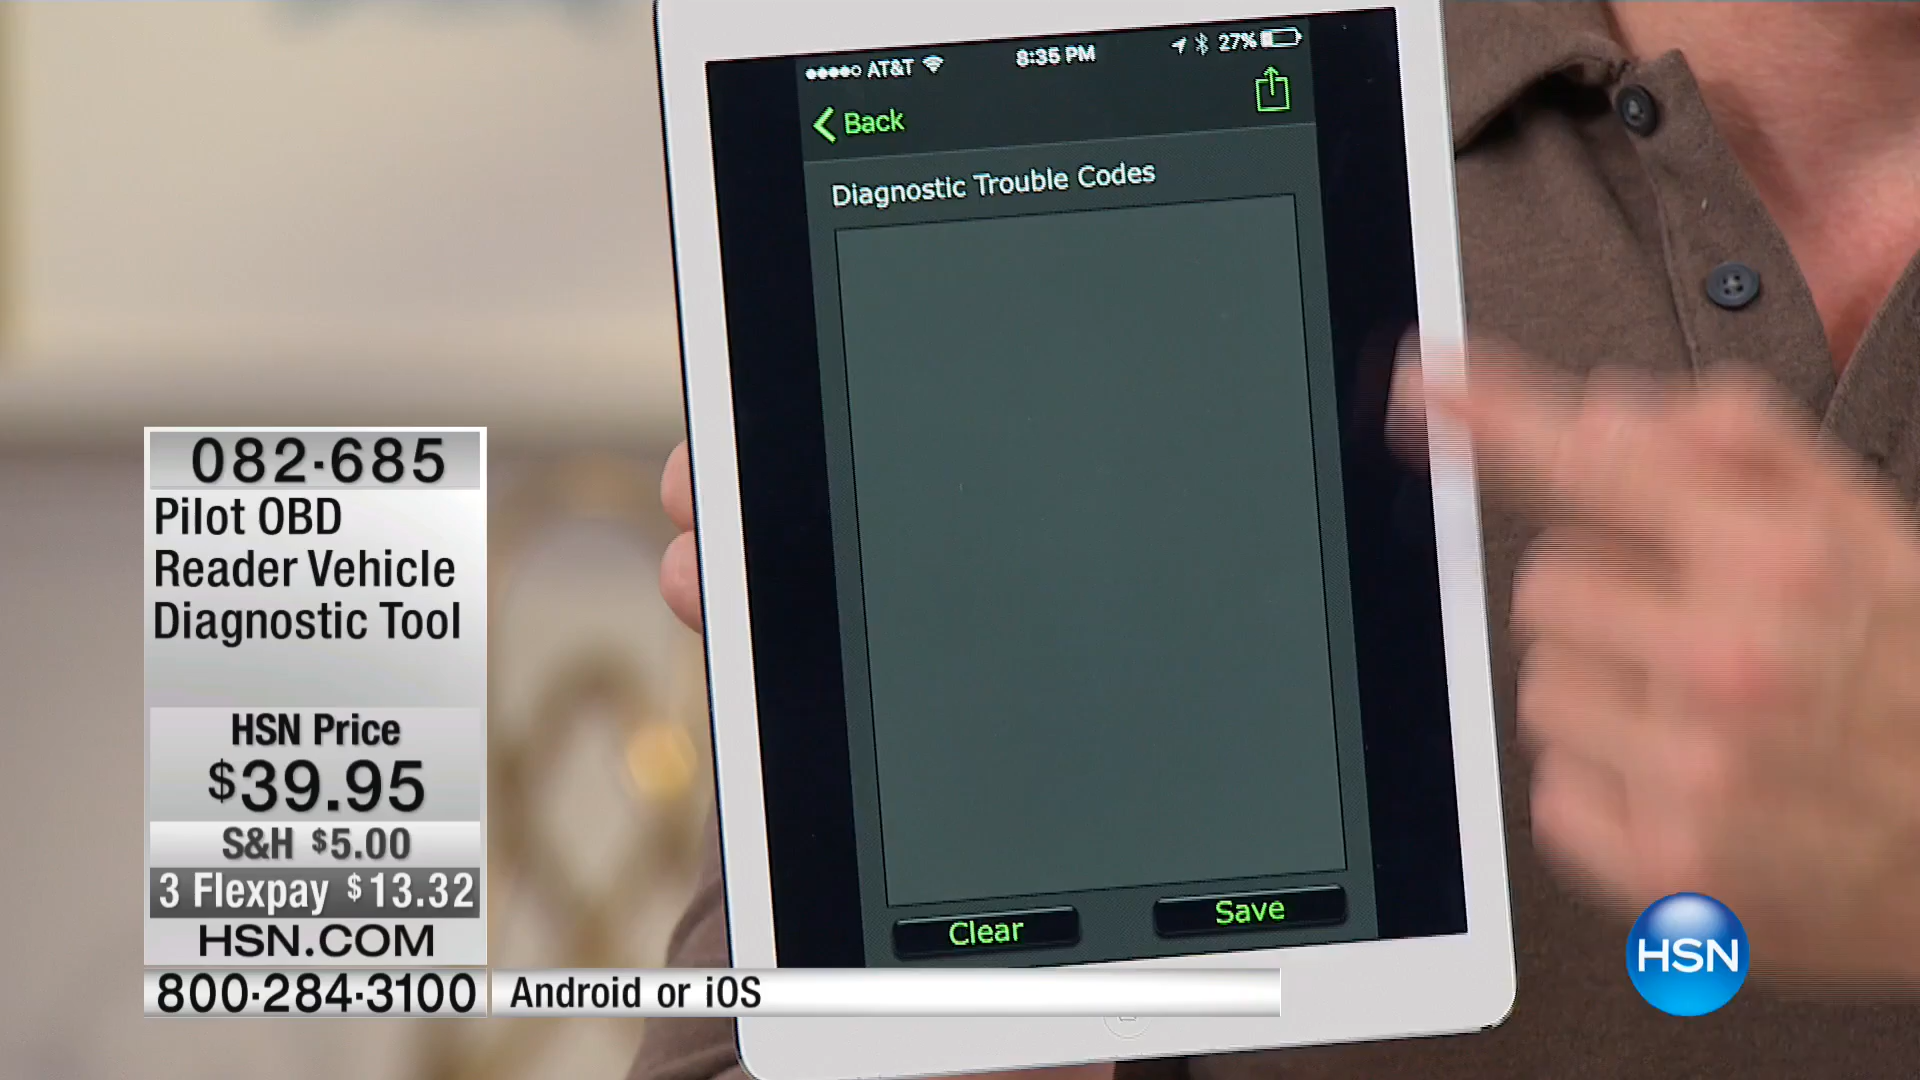 AT&T
8:35 PM
27%
Back
Diagnostic Trouble Codes
Clear
Save
082·685
Pilot OBD
Reader Vehicle
Diagnostic Tool
HSN Price
$39.95
S&H $5.00
3 Flexpay $13.32
HSN.COM
800·284·3100
Android or iOS
HSN